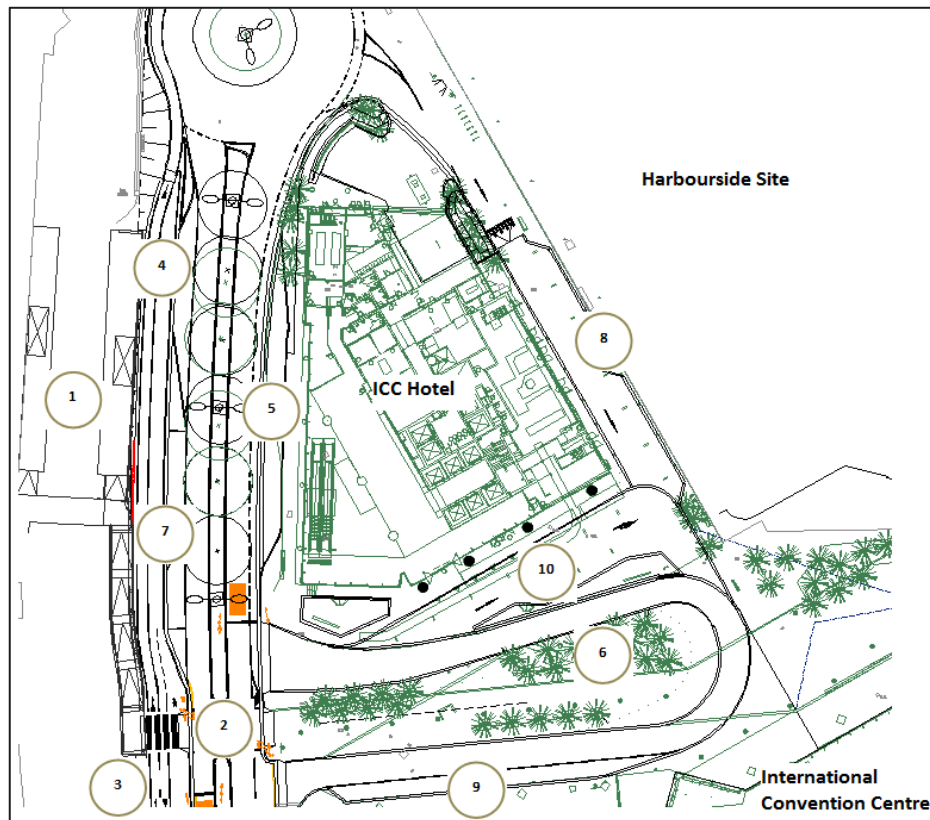 Harbourside Site
4
8
1
ICC Hotel
5
7
10
6
2
3
9
International
Convention Centre